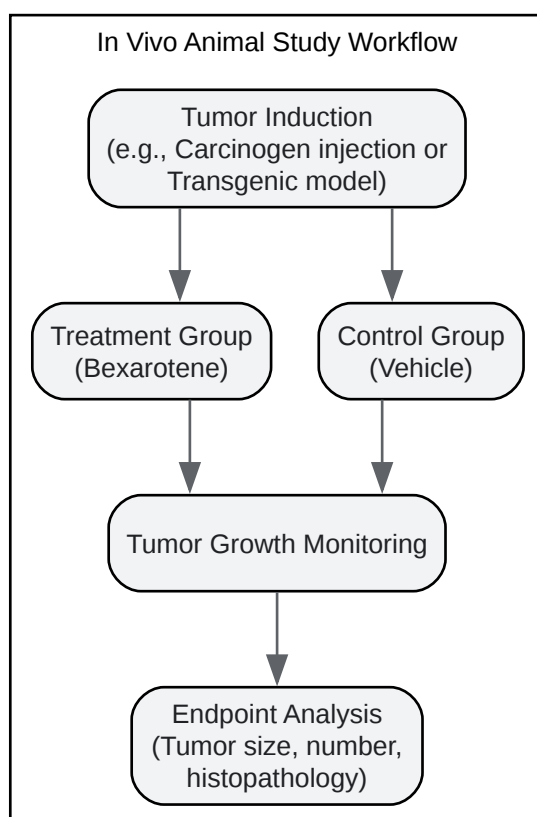 In Vivo Animal Study Workflow
Tumor Induction
(e.g., Carcinogen injection or
Transgenic model)
Treatment Group
(Bexarotene)
Control Group
(Vehicle)
Tumor Growth Monitoring
Endpoint Analysis
(Tumor size, number,
histopathology)